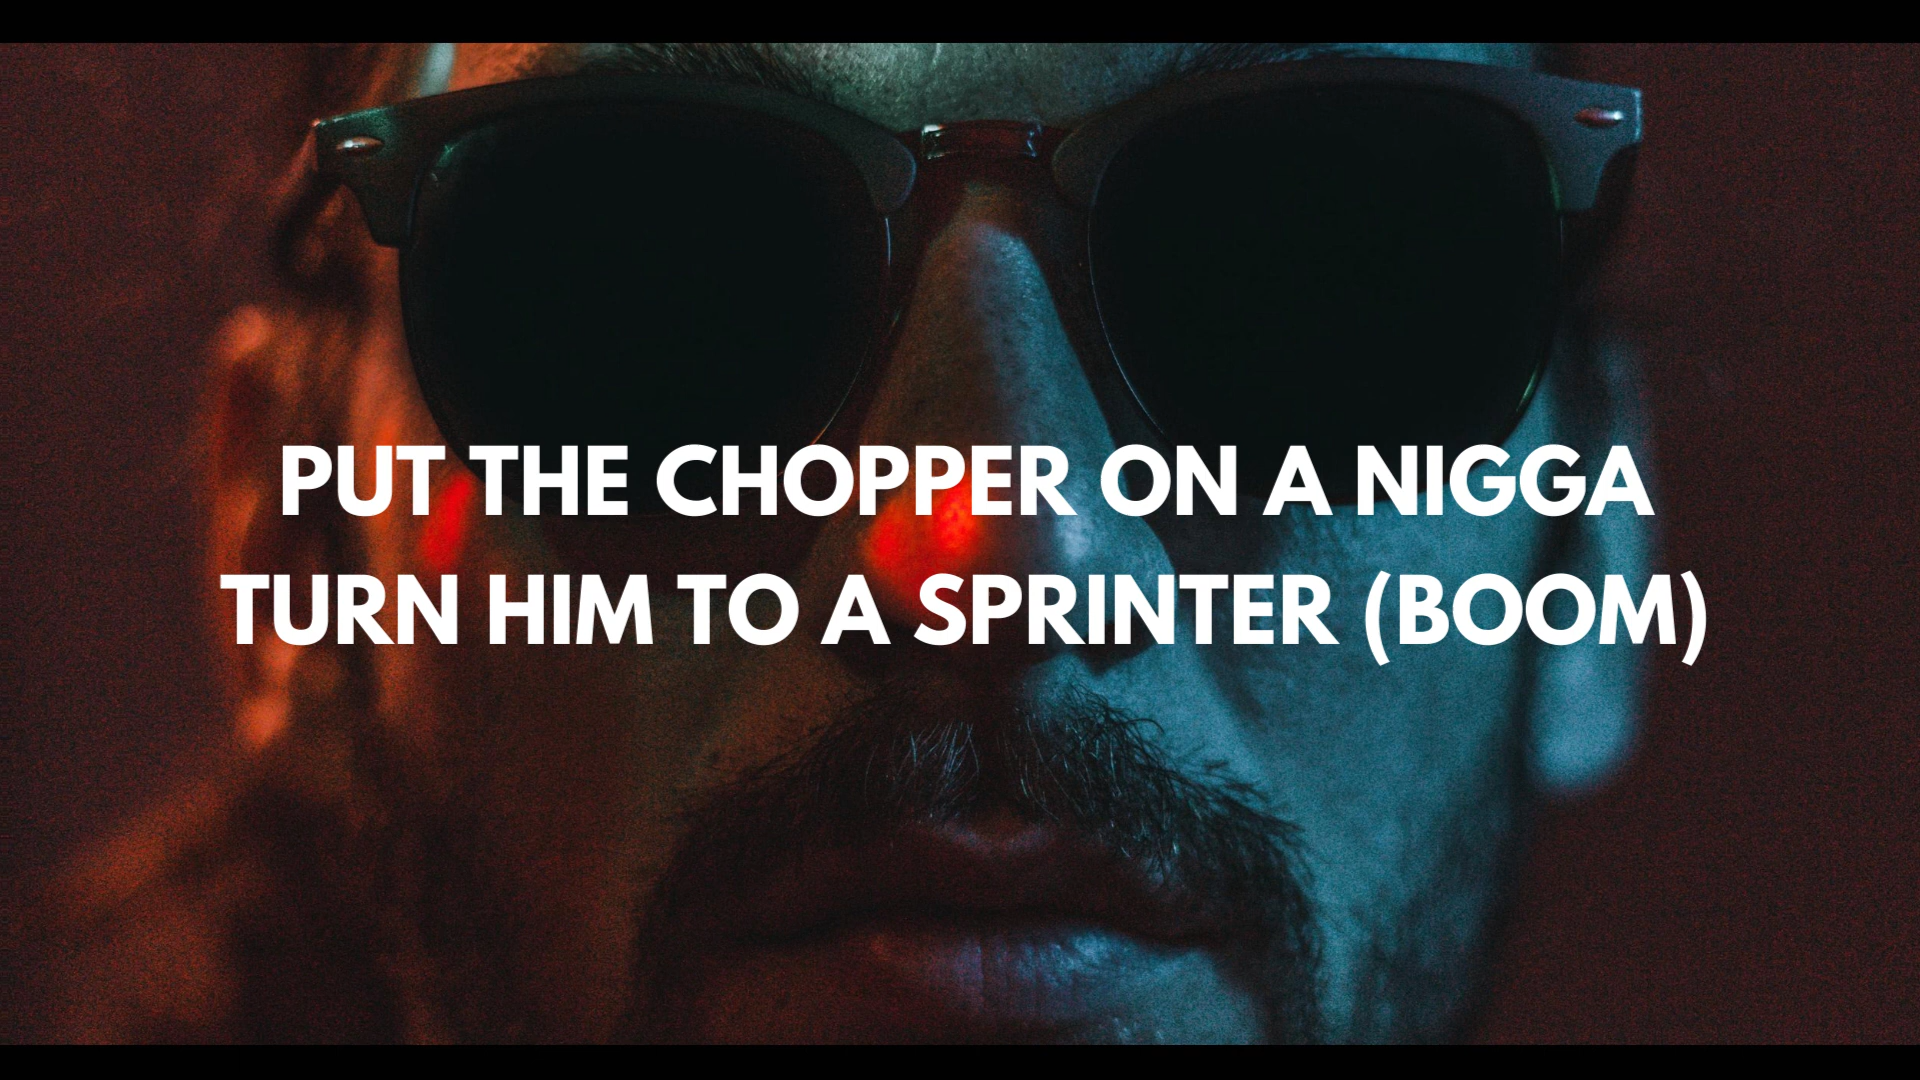 PUT THE CHOPPER ON A NIGGA
TURN HIM TO A SPRINTER (BOOM)